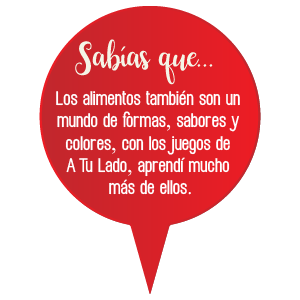 Sabías que...
Los alimentos también son un
mundo de formas, sabores y
colores, con los juegos de
A Tu Lado, aprendí mucho
más de ellos.